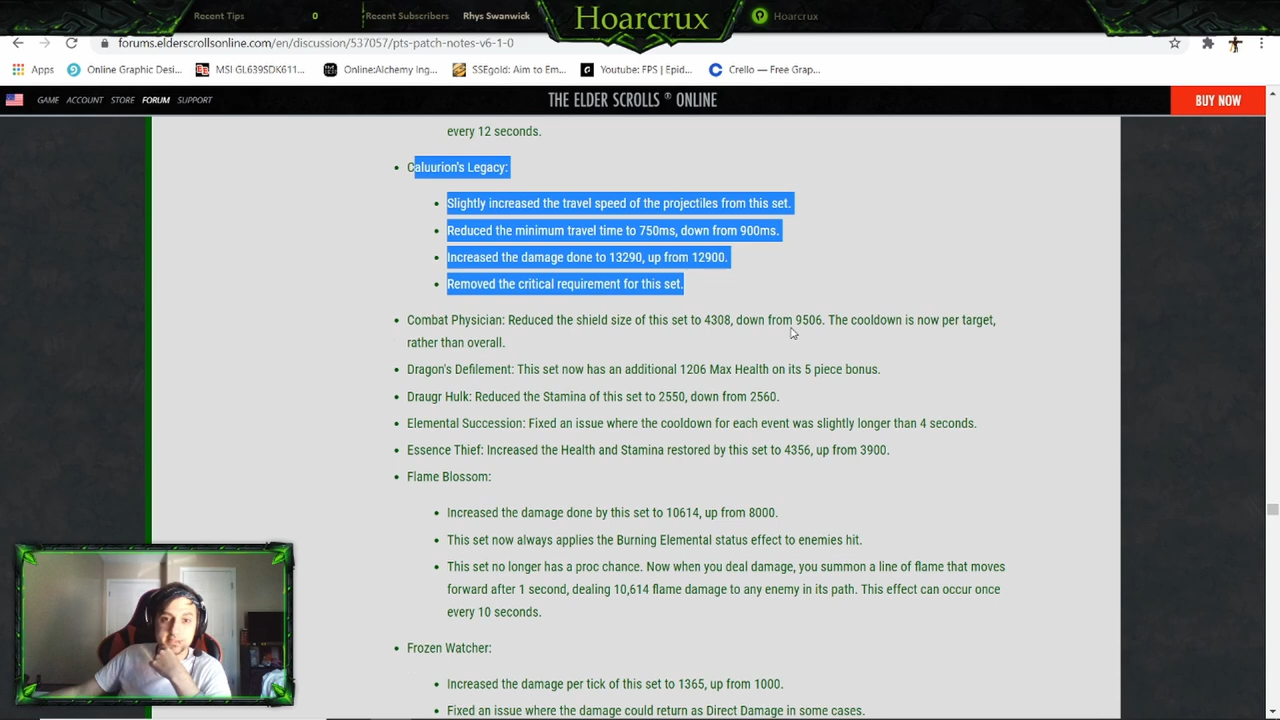 Recent Tips 0 Recent Subscribers Rhys Swanwick Hoarcrux Hoarcrux
forums.elderscrollsonline.com/en/discussion/537057/pts-patch-notes-v6-1-0
Apps Online Graphic Desi... MSI GL639SDK611... Online:Alchemy Ing... SSEgold: Aim to Em... Youtube: FPS | Epid... Crello — Free Grap...
GAME ACCOUNT STORE FORUM SUPPORT THE ELDER SCROLLS ® ONLINE BUY NOW
every 12 seconds.
Caluurion's Legacy:
Slightly increased the travel speed of the projectiles from this set.
Reduced the minimum travel time to 750ms, down from 900ms.
Increased the damage done to 13290, up from 12900.
Removed the critical requirement for this set.
Combat Physician: Reduced the shield size of this set to 4308, down from 9506. The cooldown is now per target,
rather than overall.
Dragon's Defilement: This set now has an additional 1206 Max Health on its 5 piece bonus.
Draugr Hulk: Reduced the Stamina of this set to 2550, down from 2560.
Elemental Succession: Fixed an issue where the cooldown for each event was slightly longer than 4 seconds.
Essence Thief: Increased the Health and Stamina restored by this set to 4356, up from 3900.
Flame Blossom:
Increased the damage done by this set to 10614, up from 8000.
This set now always applies the Burning Elemental status effect to enemies hit.
This set no longer has a proc chance. Now when you deal damage, you summon a line of flame that moves
forward after 1 second, dealing 10,614 flame damage to any enemy in its path. This effect can occur once
every 10 seconds.
Frozen Watcher:
Increased the damage per tick of this set to 1365, up from 1000.
Fixed an issue where the damage could return as Direct Damage in some cases.